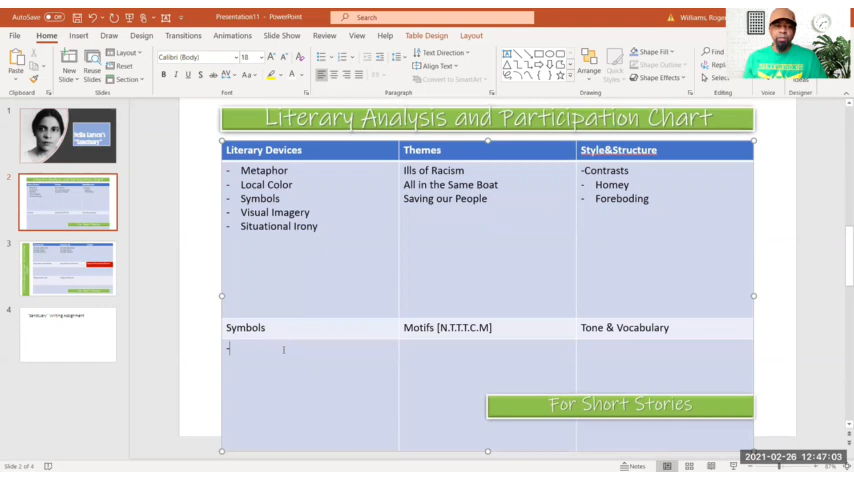 AutoSave Off Presentation11 - PowerPoint Search Williams, Roger
File Home Insert Draw Design Transitions Animations Slide Show Review View Help Table Design Layout
Paste New Slide Reuse Slides Layout Reset Section
Calibri (Body) 18
B I U S ab AV Aa A
Text Direction
Align Text
Convert to SmartArt
Arrange Quick Styles
Shape Fill
Shape Outline
Shape Effects
Find
Select
Ideas
Clipboard Slides Font Paragraph Drawing Editing Voice Designer
1
Nella Larsen's "Sanctuary"
2
3
4
"Sanctuary" Writing Assignment
Literary Analysis and Participation Chart
Literary Devices Themes Style&Structure
- Metaphor Ills of Racism -Contrasts
- Local Color All in the Same Boat - Homey
- Symbols Saving our People - Foreboding
- Visual Imagery
- Situational Irony
Symbols Motifs [N.T.T.T.C.M] Tone & Vocabulary
-
For Short Stories
Slide 2 of 4 Notes 87%
2021-02-26 12:47:03